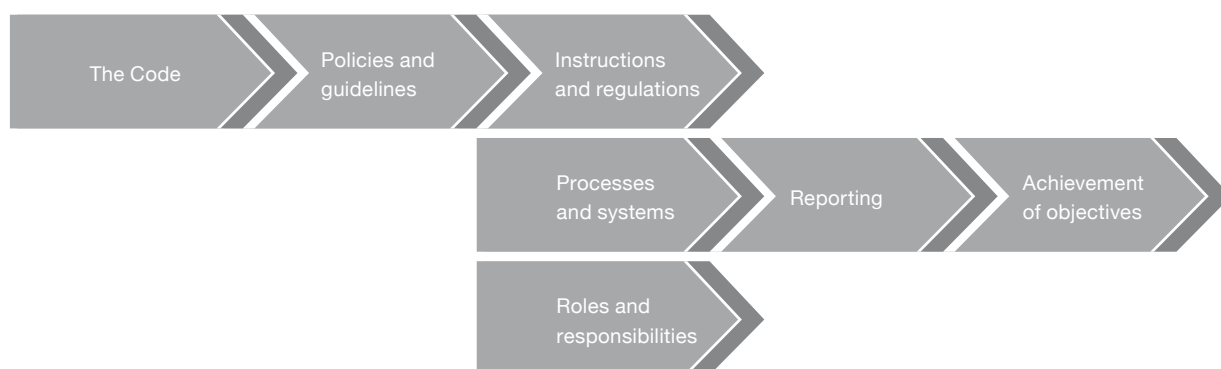 The Code
Policies and
guidelines
Instructions
and regulations
Processes
and systems
Reporting
Achievement
of objectives
Roles and
responsibilities